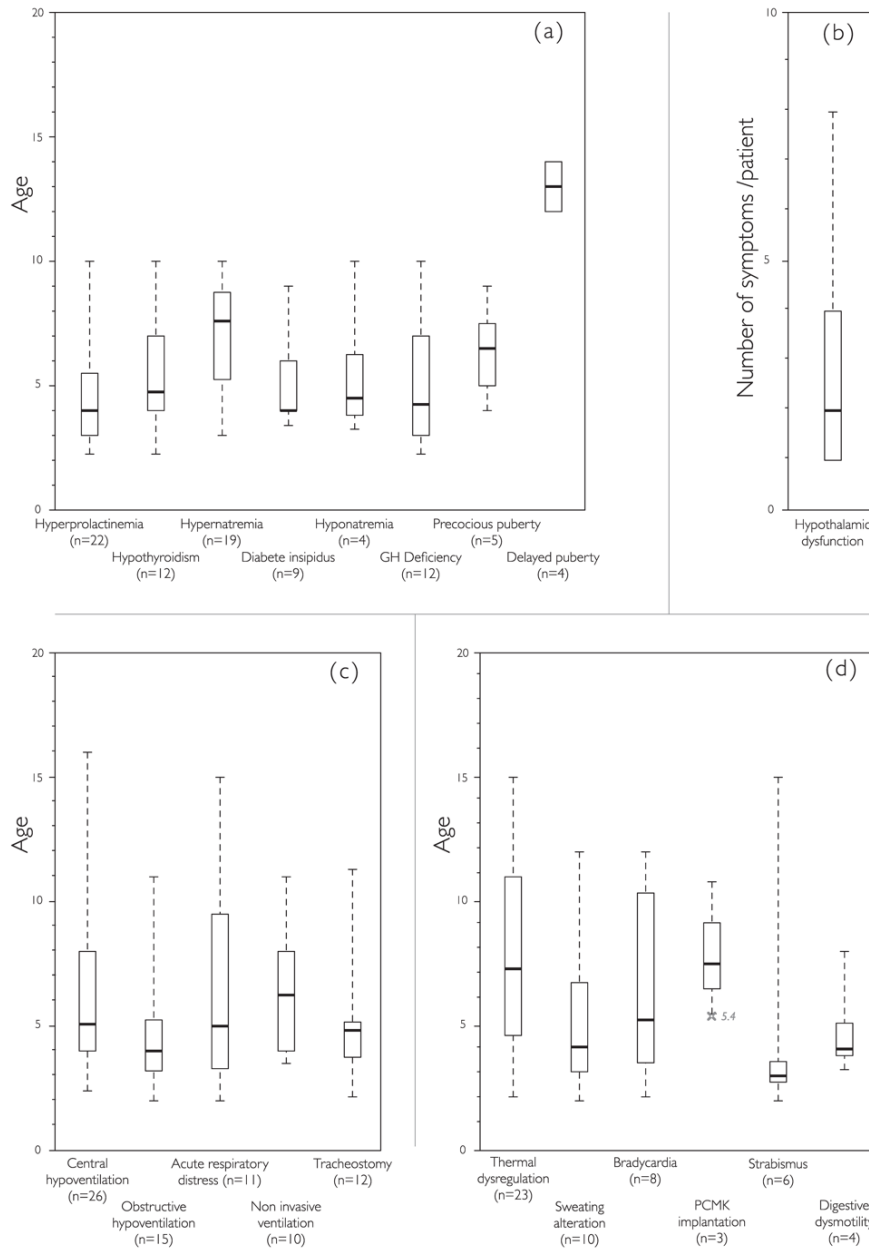 20
15
10
5
0
Age
(a)
Hyperprolactinemia
(n=22)
Hypothyroidism
(n=12)
Hypernatremia
(n=19)
Diabete insipidus
(n=9)
Hyponatremia
(n=4)
GH Deficiency
(n=12)
Precocious puberty
(n=5)
Delayed puberty
(n=4)
10
5
0
Number of symptoms /patient
(b)
Hypothalamic
dysfunction
20
15
10
5
0
Age
(c)
Central
hypoventilation
(n=26)
Obstructive
hypoventilation
(n=15)
Acute respiratory
distress (n=11)
Non invasive
ventilation
(n=10)
Tracheostomy
(n=12)
20
15
10
5
0
Age
(d)
5.4
Thermal
dysregulation
(n=23)
Sweating
alteration
(n=10)
Bradycardia
(n=8)
PCMK
implantation
(n=3)
Strabismus
(n=6)
Digestive
dysmotility
(n=4)